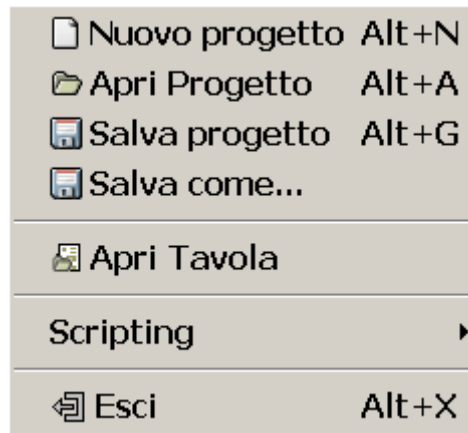 Nuovo progetto Alt+N
Apri Progetto Alt+A
Salva progetto Alt+G
Salva come...
Apri Tavola
Scripting
Esci Alt+X